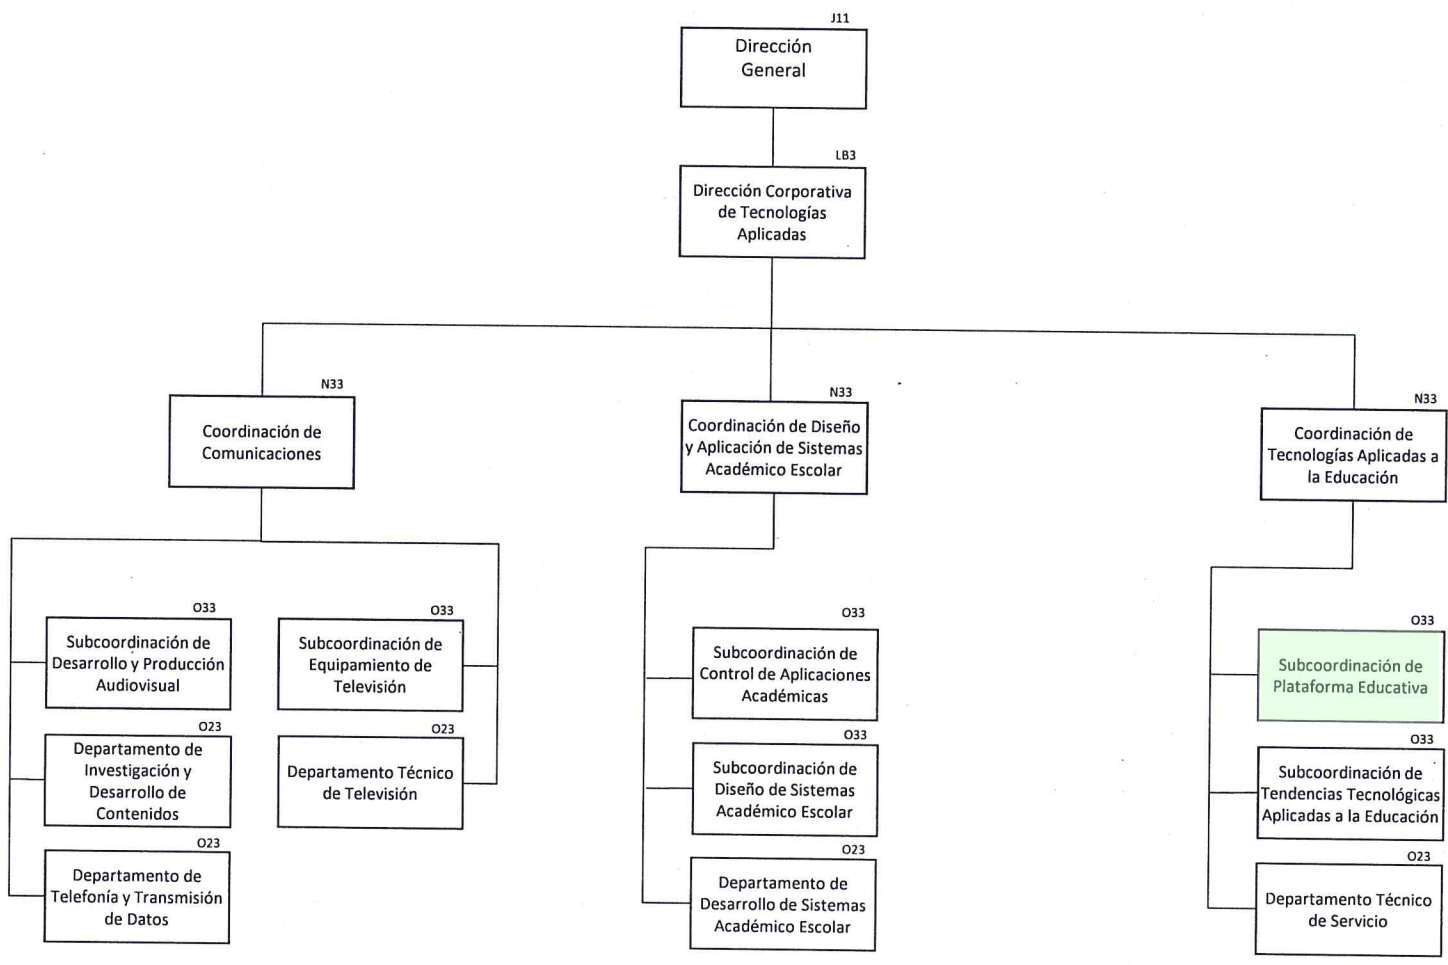 J11
Dirección
General
LB3
Dirección Corporativa
de Tecnologías
Aplicadas
N33
Coordinación de
Comunicaciones
N33
Coordinación de Diseño
y Aplicación de Sistemas
Académico Escolar
N33
Coordinación de
Tecnologías Aplicadas a
la Educación
O33
Subcoordinación de
Desarrollo y Producción
Audiovisual
O23
Departamento de
Investigación y
Desarrollo de
Contenidos
O23
Departamento de
Telefonía y Transmisión
de Datos
O33
Subcoordinación de
Equipamiento de
Televisión
O23
Departamento Técnico
de Televisión
O33
Subcoordinación de
Control de Aplicaciones
Académicas
O33
Subcoordinación de
Diseño de Sistemas
Académico Escolar
O23
Departamento de
Desarrollo de Sistemas
Académico Escolar
O33
Subcoordinación de
Plataforma Educativa
O33
Subcoordinación de
Tendencias Tecnológicas
Aplicadas a la Educación
O23
Departamento Técnico
de Servicio